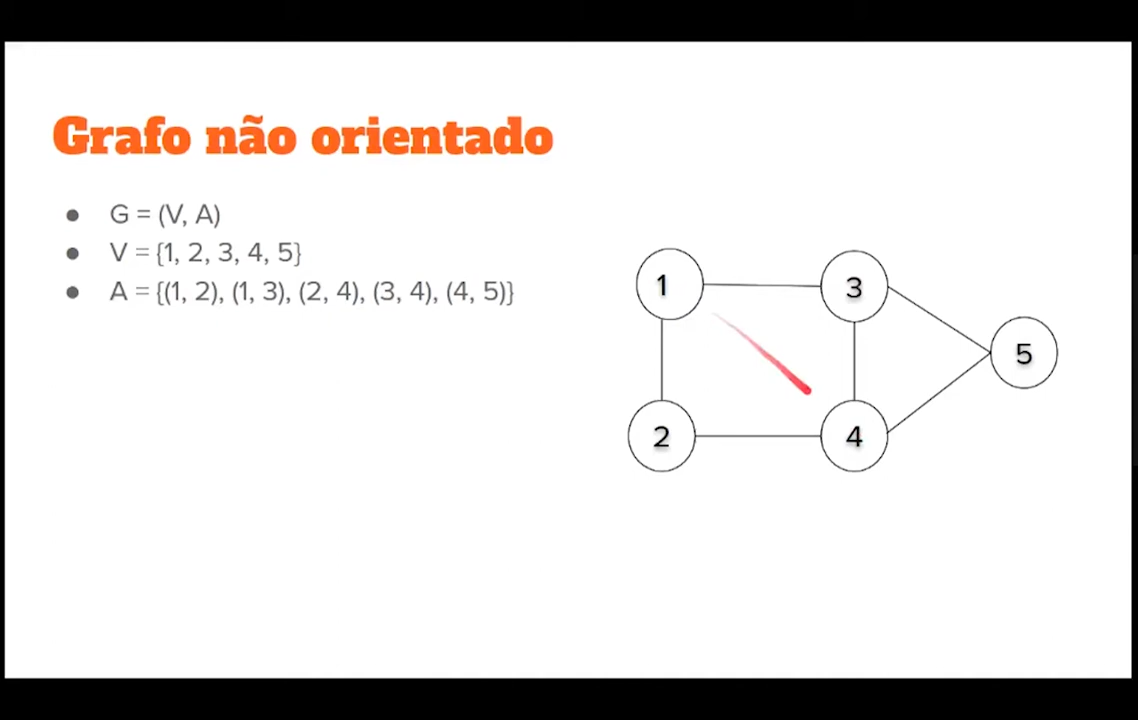 Grafo não orientado
● G = (V, A)
● V = {1, 2, 3, 4, 5}
● A = {(1, 2), (1, 3), (2, 4), (3, 4), (4, 5)}
1
3
5
2
4